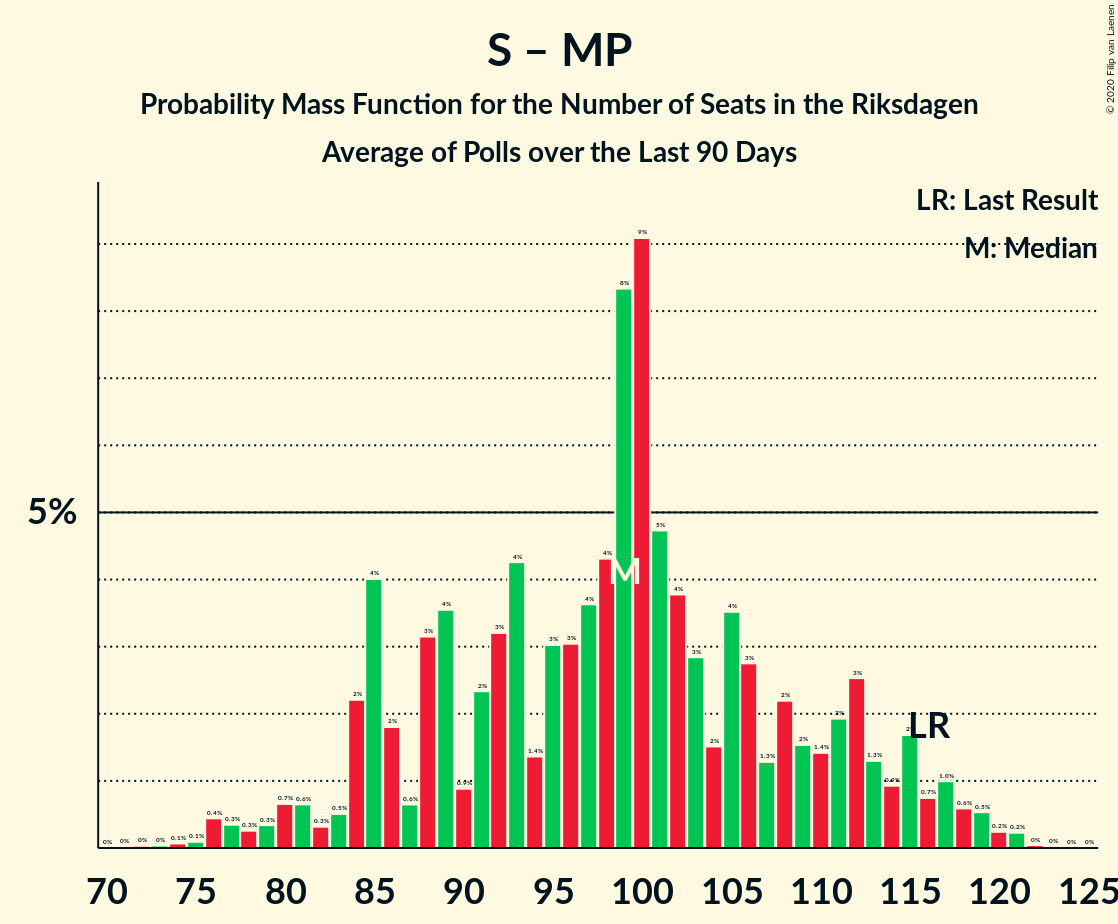 S – MP
Probability Mass Function for the Number of Seats in the Riksdagen
Average of Polls over the Last 90 Days
© 2020 Filip van Laenen
LR: Last Result
M: Median
5%
0% 0% 0% 0% 0.1% 0.1% 0.4% 0.3% 0.3% 0.3% 0.7% 0.6% 0.3% 0.5% 2% 4% 2% 0.6% 3% 4% 0.9% 2% 3% 4% 1.4% 3% 3% 4% 4% 8% 9% 5% 4% 3% 2% 4% 3% 1.3% 2% 2% 1.4% 2% 3% 1.3% 0.9% 2% 0.7% 1.0% 0.6% 0.5% 0.2% 0.2% 0% 0% 0% 0%
M
LR
70 75 80 85 90 95 100 105 110 115 120 125